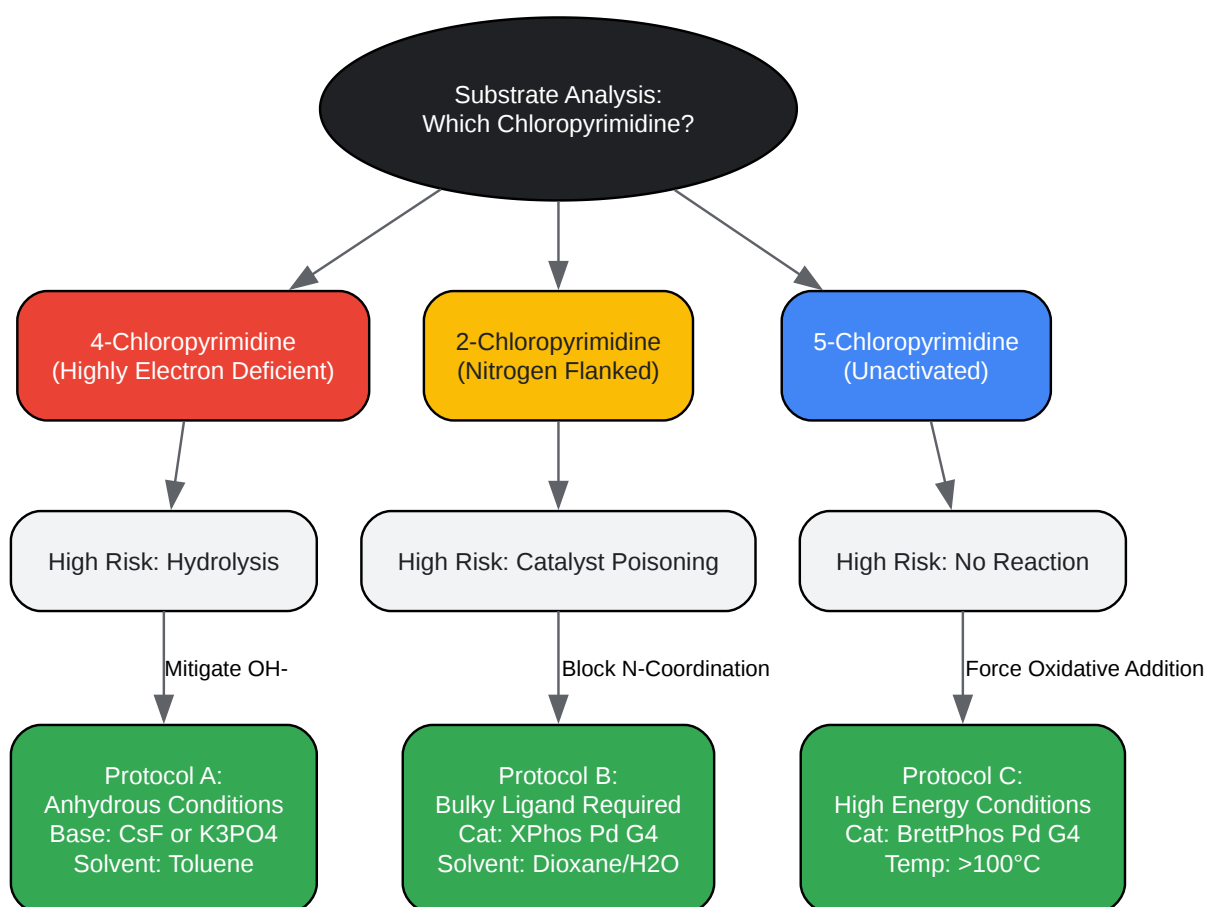 Substrate Analysis:
Which Chloropyrimidine?
4-Chloropyrimidine
(Highly Electron Deficient)
2-Chloropyrimidine
(Nitrogen Flanked)
5-Chloropyrimidine
(Unactivated)
High Risk: Hydrolysis
High Risk: Catalyst Poisoning
High Risk: No Reaction
Mitigate OH-
Block N-Coordination
Force Oxidative Addition
Protocol A:
Anhydrous Conditions
Base: CsF or K3PO4
Solvent: Toluene
Protocol B:
Bulky Ligand Required
Cat: XPhos Pd G4
Solvent: Dioxane/H2O
Protocol C:
High Energy Conditions
Cat: BrettPhos Pd G4
Temp: >100°C